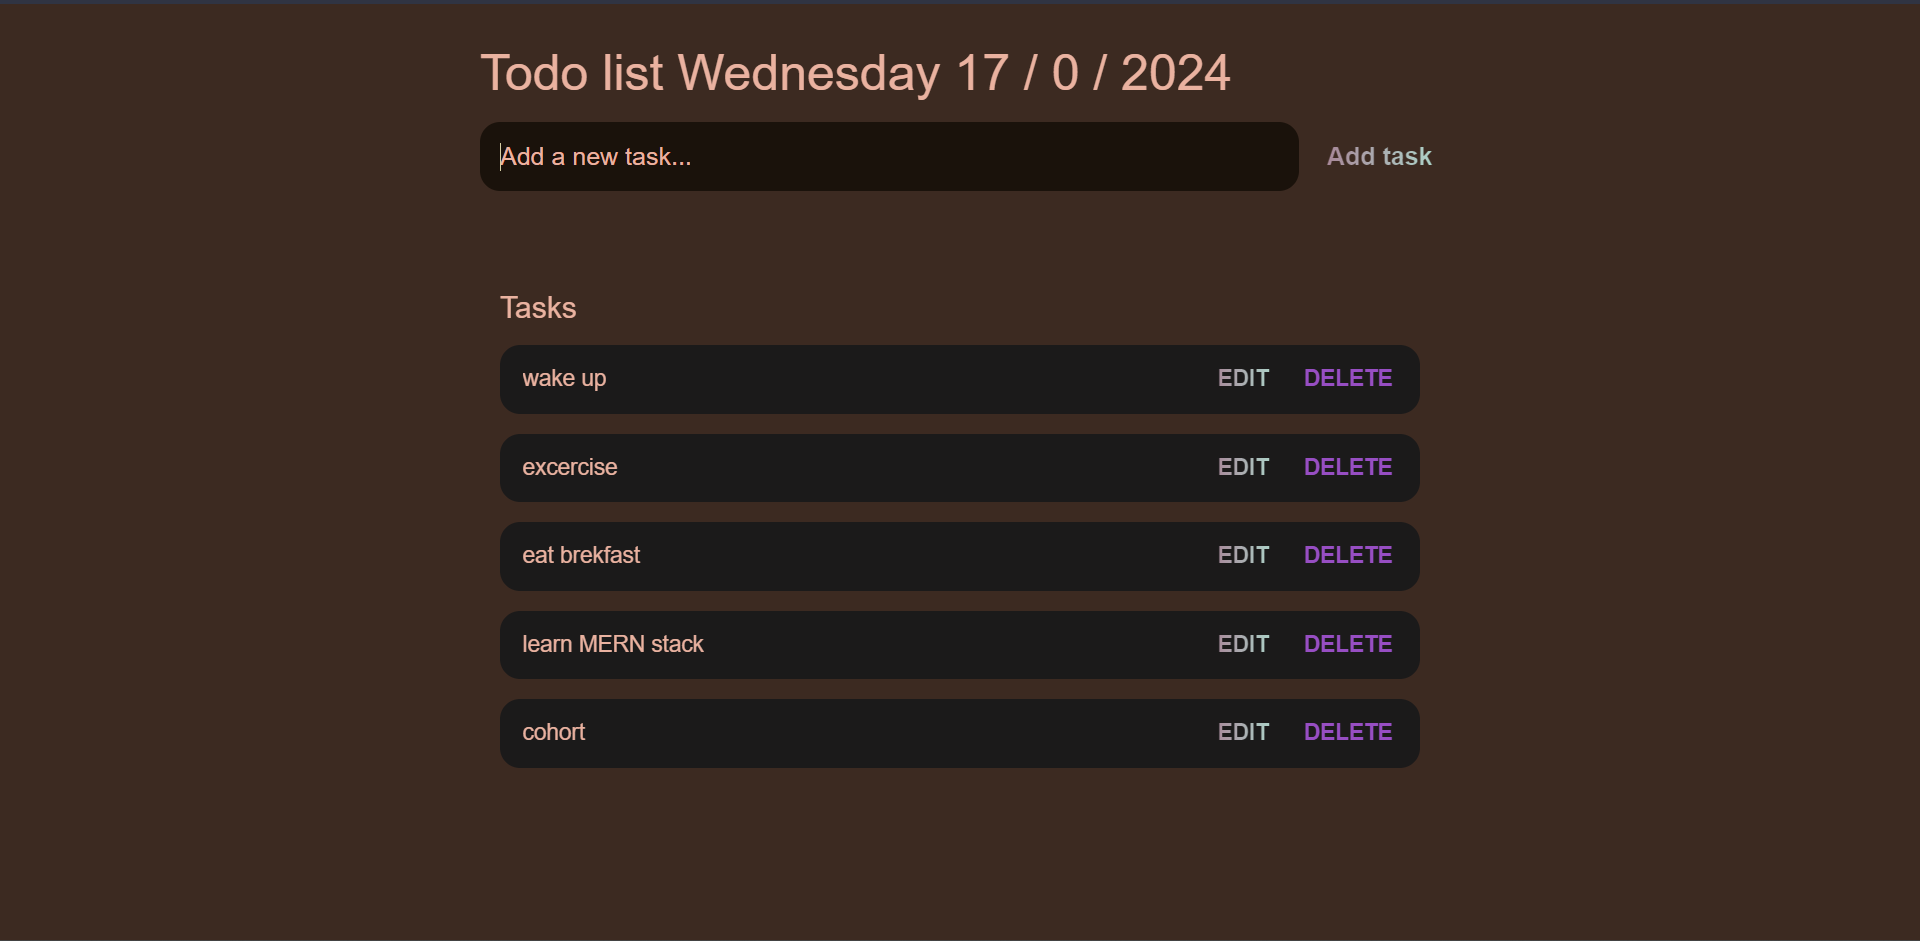 Todo list Wednesday 17 / 0 / 2024
Add a new task... Add task
Tasks
wake up EDIT DELETE
excercise EDIT DELETE
eat brekfast EDIT DELETE
learn MERN stack EDIT DELETE
cohort EDIT DELETE